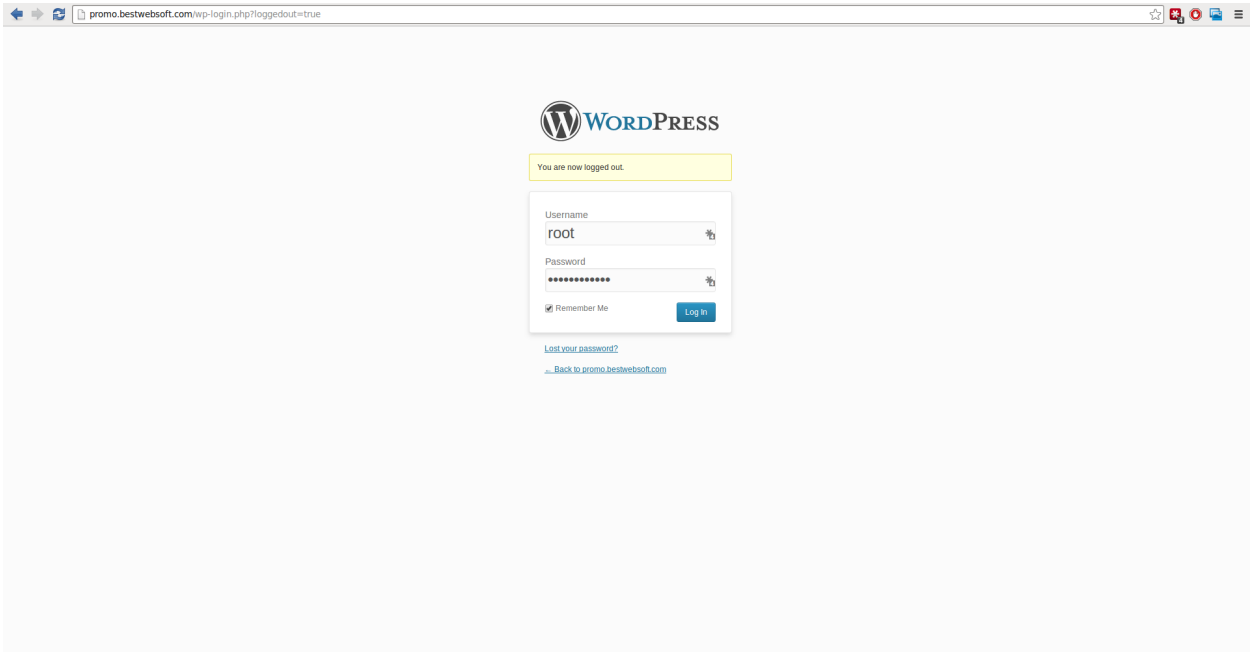 promo.bestwebsoft.com/wp-login.php?loggedout=true
WORDPRESS
You are now logged out.
Username
root
Password
••••••••••••
Remember Me
Log In
Lost your password?
← Back to promo.bestwebsoft.com